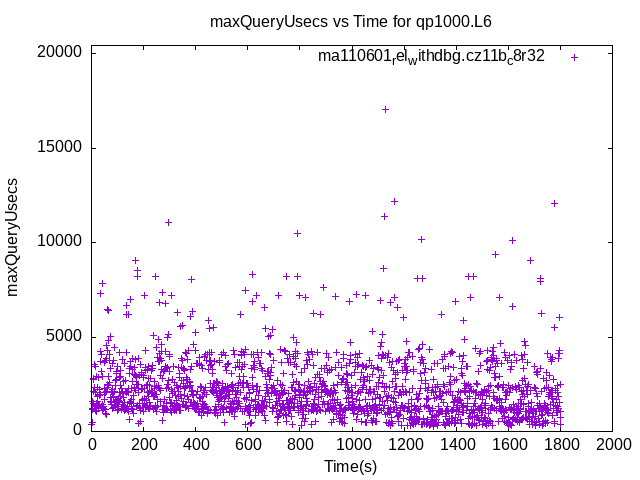 maxQueryUsecs vs Time for qp1000.L6
ma110601relwithdbg.cz11bc8r32
20000
15000
10000
5000
0
maxQueryUsecs
0 200 400 600 800 1000 1200 1400 1600 1800 2000
Time(s)